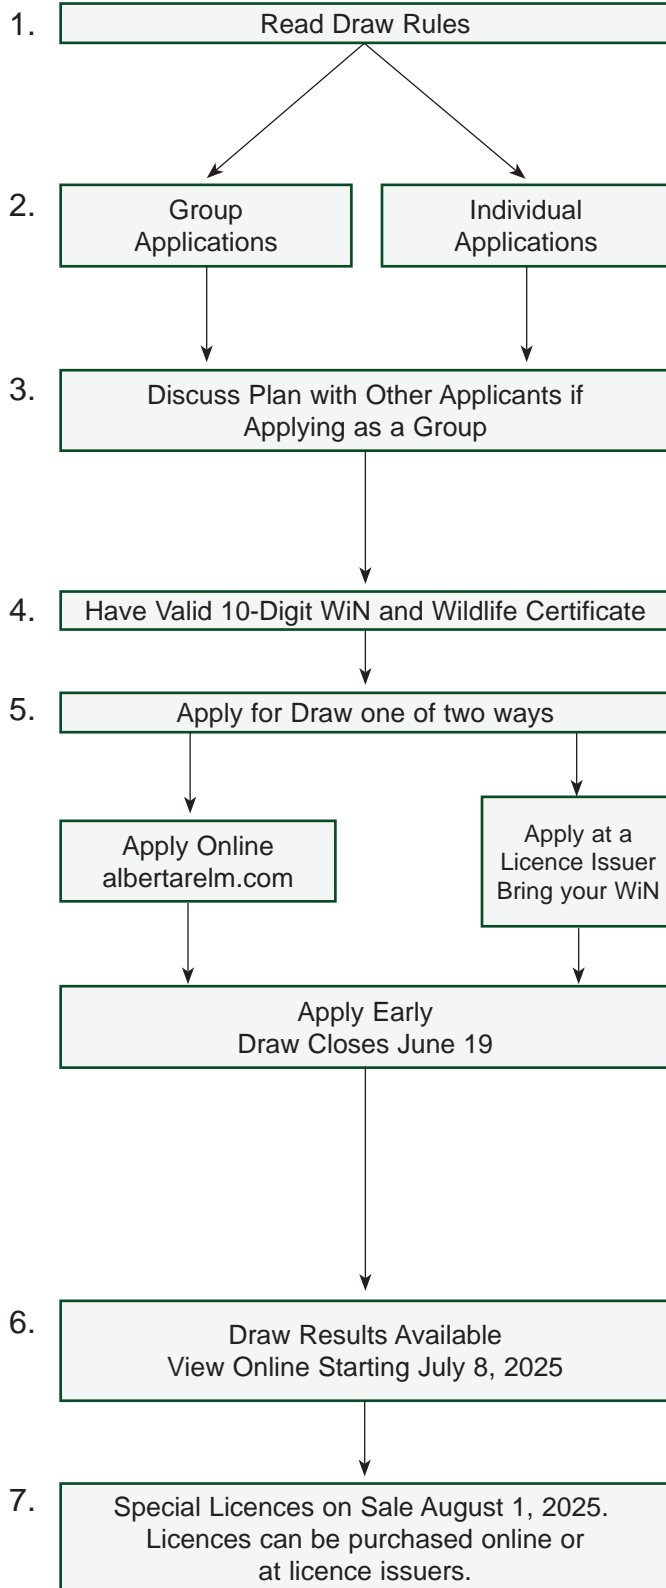 1.
Read Draw Rules
2.
Group
Applications
Individual
Applications
3.
Discuss Plan with Other Applicants if
Applying as a Group
4.
Have Valid 10-Digit WiN and Wildlife Certificate
5.
Apply for Draw one of two ways
Apply Online
albertarelm.com
Apply at a
Licence Issuer
Bring your WiN
Apply Early
Draw Closes June 19
6.
Draw Results Available
View Online Starting July 8, 2025
7.
Special Licences on Sale August 1, 2025.
Licences can be purchased online or
at licence issuers.